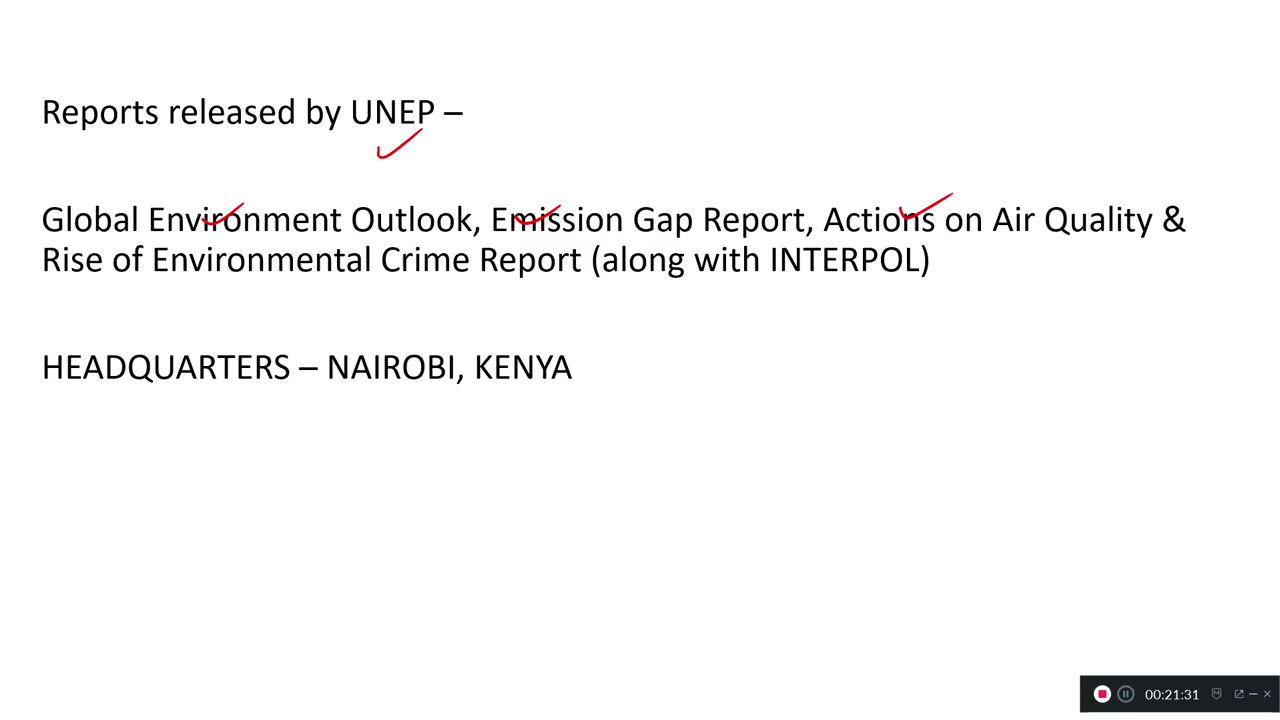 Reports released by UNEP –
Global Environment Outlook, Emission Gap Report, Actions on Air Quality &
Rise of Environmental Crime Report (along with INTERPOL)
HEADQUARTERS – NAIROBI, KENYA
00:21:31